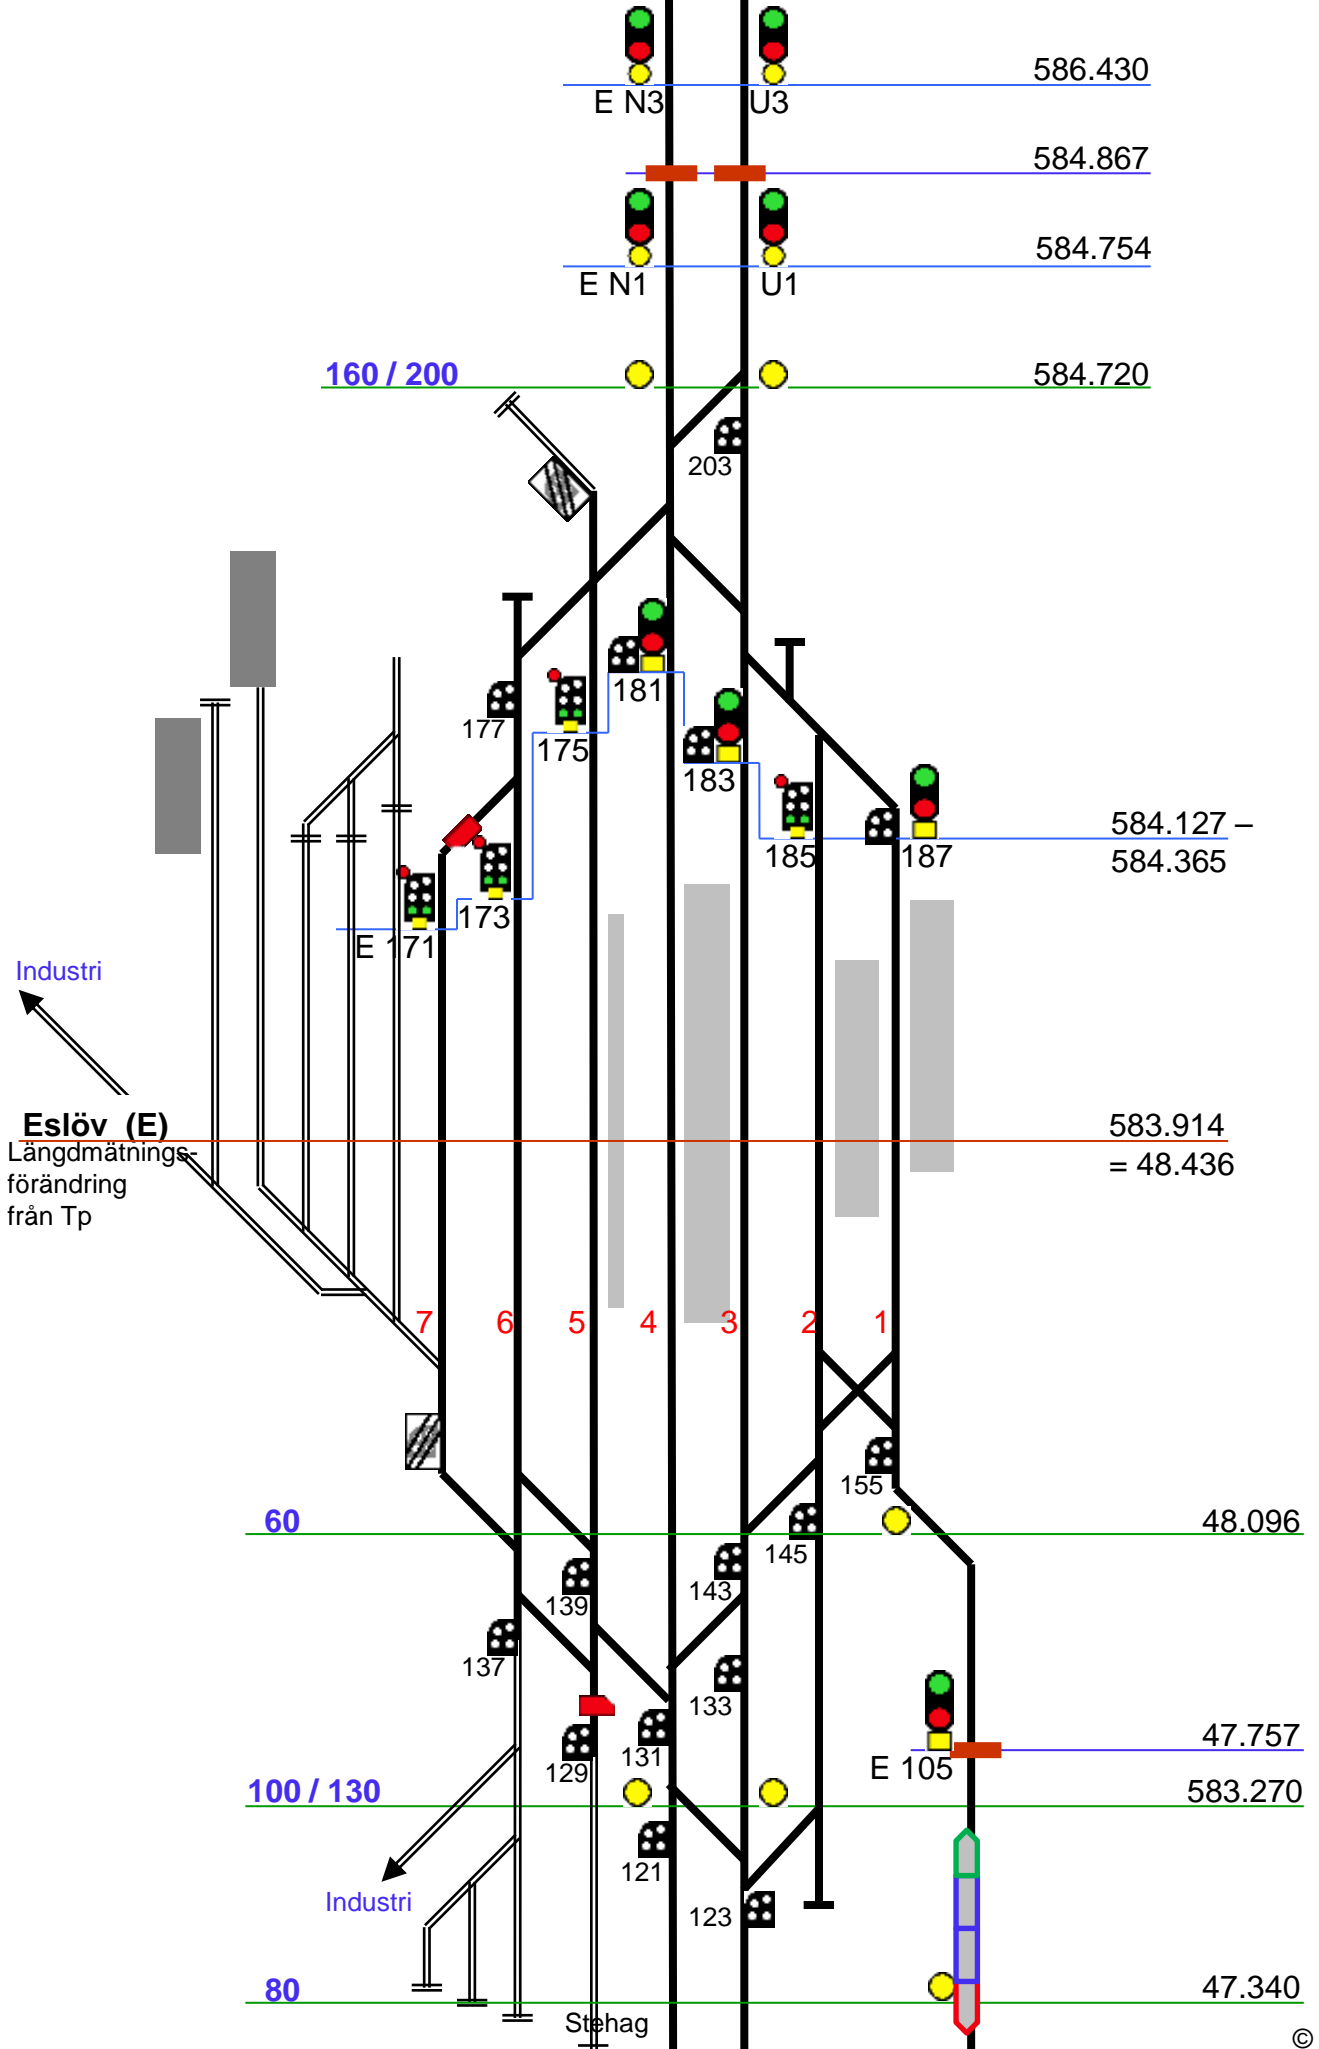 586.430
E N3
U3
584.867
584.754
E N1
U1
160 / 200
584.720
203
181
177
175
183
185
187
584.127 –
584.365
173
E 171
Industri
Eslöv (E)
583.914
Längdmätnings-
= 48.436
förändring
från Tp
7
6
5
4
3
2
1
155
60
48.096
145
143
139
137
133
131
129
47.757
E 105
100 / 130
583.270
121
Industri
123
80
47.340
Stehag
©